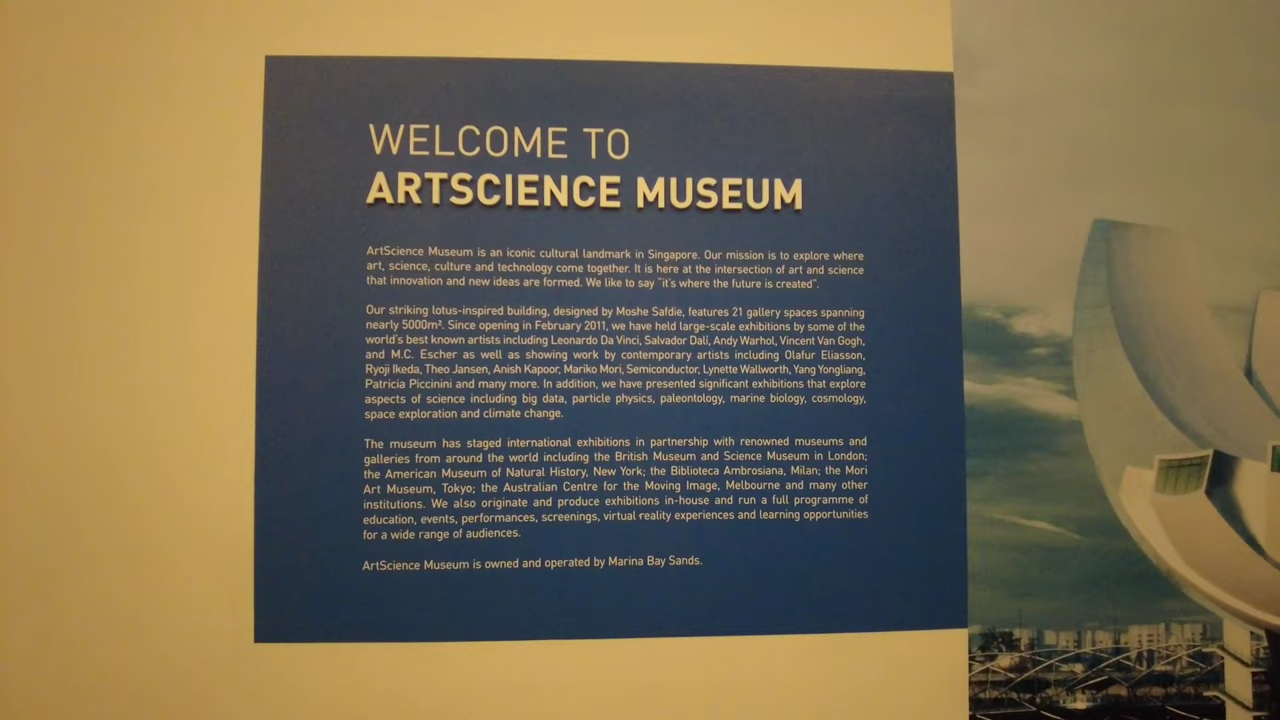 WELCOME TO
ARTSCIENCE MUSEUM
ArtScience Museum is an iconic cultural landmark in Singapore. Our mission is to explore where
art, science, culture and technology come together. It is here at the intersection of art and science
that innovation and new ideas are formed. We like to say "it's where the future is created".
Our striking lotus-inspired building, designed by Moshe Safdie, features 21 gallery spaces spanning
nearly 5000m². Since opening in February 2011, we have held large-scale exhibitions by some of the
world's best known artists including Leonardo Da Vinci, Salvador Dalí, Andy Warhol, Vincent Van Gogh,
and M.C. Escher as well as showing work by contemporary artists including Olafur Eliasson,
Ryoji Ikeda, Theo Jansen, Anish Kapoor, Mariko Mori, Semiconductor, Lynette Wallworth, Yang Yongliang,
Patricia Piccinini and many more. In addition, we have presented significant exhibitions that explore
aspects of science including big data, particle physics, paleontology, marine biology, cosmology,
space exploration and climate change.
The museum has staged international exhibitions in partnership with renowned museums and
galleries from around the world including the British Museum and Science Museum in London;
the American Museum of Natural History, New York; the Biblioteca Ambrosiana, Milan; the Mori
Art Museum, Tokyo; the Australian Centre for the Moving Image, Melbourne and many other
institutions. We also originate and produce exhibitions in-house and run a full programme of
education, events, performances, screenings, virtual reality experiences and learning opportunities
for a wide range of audiences.
ArtScience Museum is owned and operated by Marina Bay Sands.